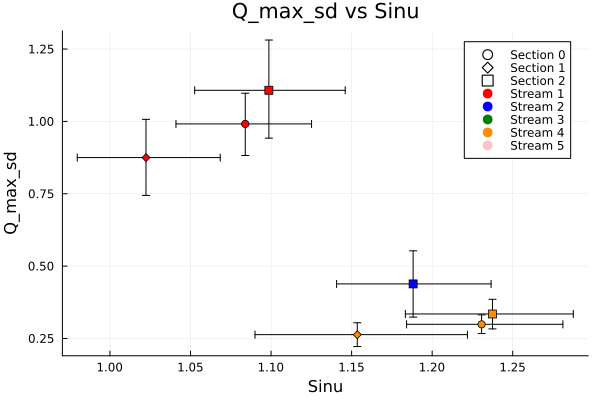 Q_max_sd vs Sinu
Section 0
Section 1
Section 2
Stream 1
Stream 2
Stream 3
Stream 4
Stream 5
Q_max_sd
1.25
1.00
0.75
0.50
0.25
1.00 1.05 1.10 1.15 1.20 1.25
Sinu